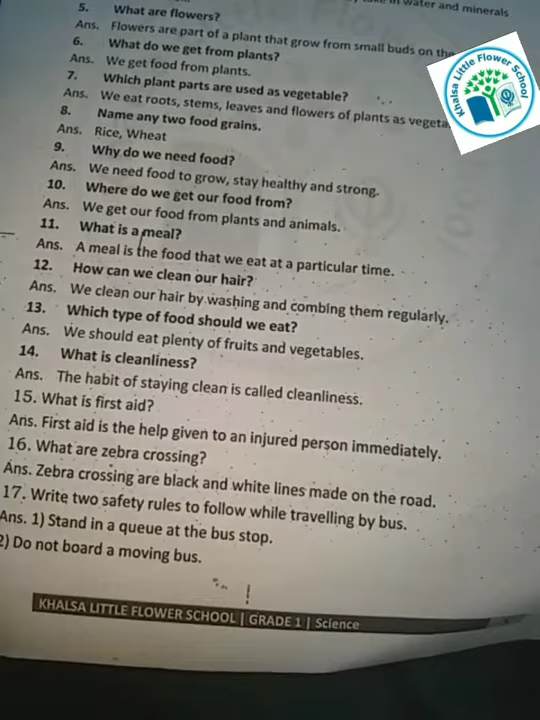 in water and minerals
5. What are flowers?
Ans. Flowers are part of a plant that grow from small buds on the
6. What do we get from plants?
Ans. We get food from plants.
7. Which plant parts are used as vegetable?
Ans. We eat roots, stems, leaves and flowers of plants as vegeta
8. Name any two food grains.
Ans. Rice, Wheat
9. Why do we need food?
Ans. We need food to grow, stay healthy and strong.
10. Where do we get our food from?
Ans. We get our food from plants and animals.
11. What is a meal?
Ans. A meal is the food that we eat at a particular time.
12. How can we clean our hair?
Ans. We clean our hair by washing and combing them regularly.
13. Which type of food should we eat?
Ans. We should eat plenty of fruits and vegetables.
14. What is cleanliness?
Ans. The habit of staying clean is called cleanliness.
15. What is first aid?
Ans. First aid is the help given to an injured person immediately.
16. What are zebra crossing?
Ans. Zebra crossing are black and white lines made on the road.
17. Write two safety rules to follow while travelling by bus.
Ans. 1) Stand in a queue at the bus stop.
2) Do not board a moving bus.
KHALSA LITTLE FLOWER SCHOOL | GRADE 1 | Science
Khalsa Little Flower School